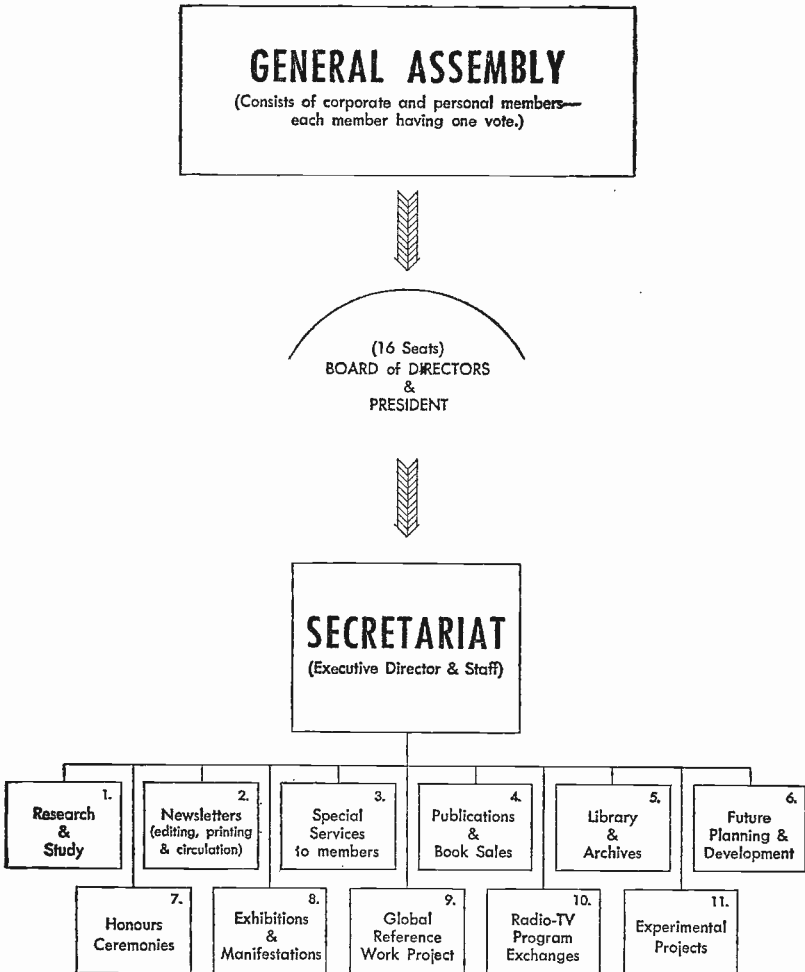 GENERAL ASSEMBLY
(Consists of corporate and personal members—
each member having one vote.)
(16 Seats)
BOARD of DIRECTORS
&
PRESIDENT
SECRETARIAT
(Executive Director & Staff)
1.
Research
&
Study
2.
Newsletters
(editing, printing
& circulation)
3.
Special
Services
to members
4.
Publications
&
Book Sales
5.
Library
&
Archives
6.
Future
Planning &
Development
7.
Honours
Ceremonies
8.
Exhibitions
&
Manifestations
9.
Global
Reference
Work Project
10.
Radio-TV
Program
Exchanges
11.
Experimental
Projects